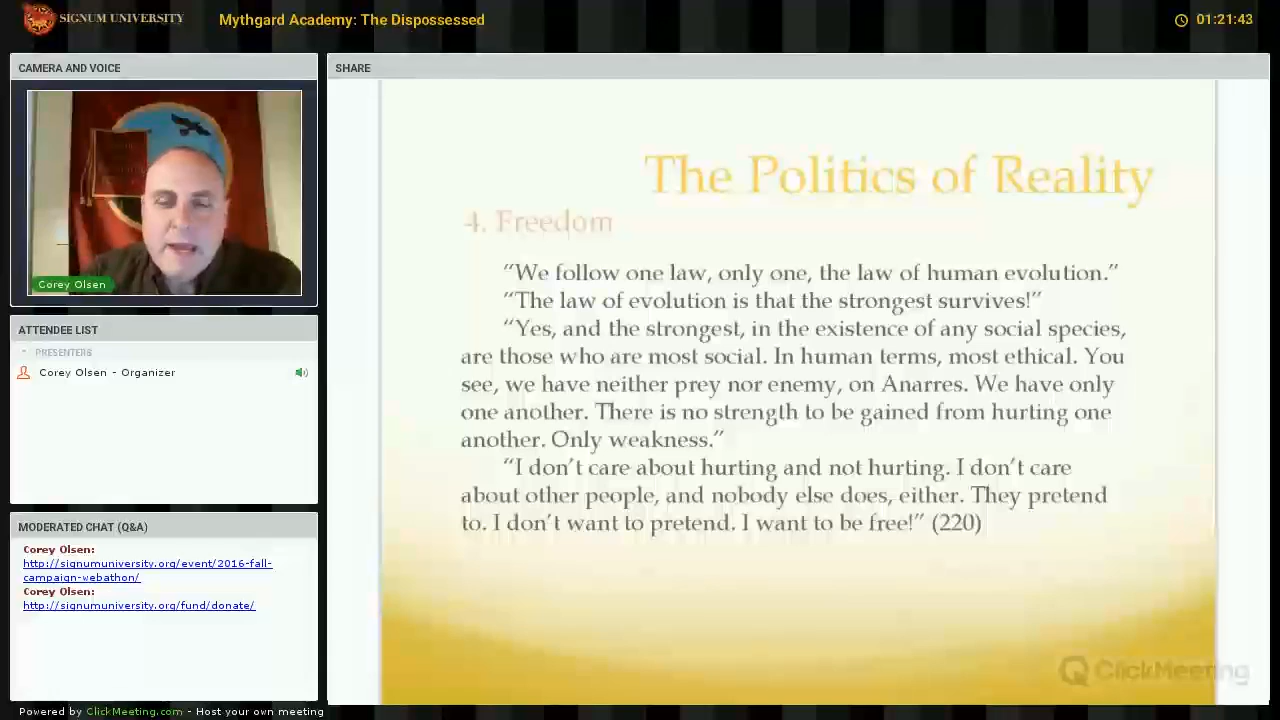 SIGNUM UNIVERSITY
Mythgard Academy: The Dispossessed
01:21:43
CAMERA AND VOICE
Corey Olsen
ATTENDEE LIST
PRESENTERS
Corey Olsen - Organizer
MODERATED CHAT (Q&A)
Corey Olsen:
http://signumuniversity.org/event/2016-fall-
campaign-webathon/
Corey Olsen:
http://signumuniversity.org/fund/donate/
Powered by ClickMeeting.com - Host your own meeting
SHARE
The Politics of Reality
4. Freedom
“We follow one law, only one, the law of human evolution.”
“The law of evolution is that the strongest survives!”
“Yes, and the strongest, in the existence of any social species,
are those who are most social. In human terms, most ethical. You
see, we have neither prey nor enemy, on Anarres. We have only
one another. There is no strength to be gained from hurting one
another. Only weakness.”
“I don’t care about hurting and not hurting. I don’t care
about other people, and nobody else does, either. They pretend
to. I don’t want to pretend. I want to be free!” (220)
ClickMeeting